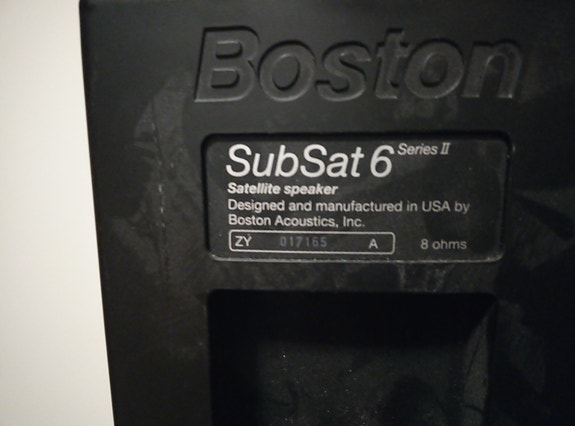 Boston
SubSat 6 Series II
Satellite speaker
Designed and manufactured in USA by
Boston Acoustics, Inc.
ZY 017165 A 8 ohms